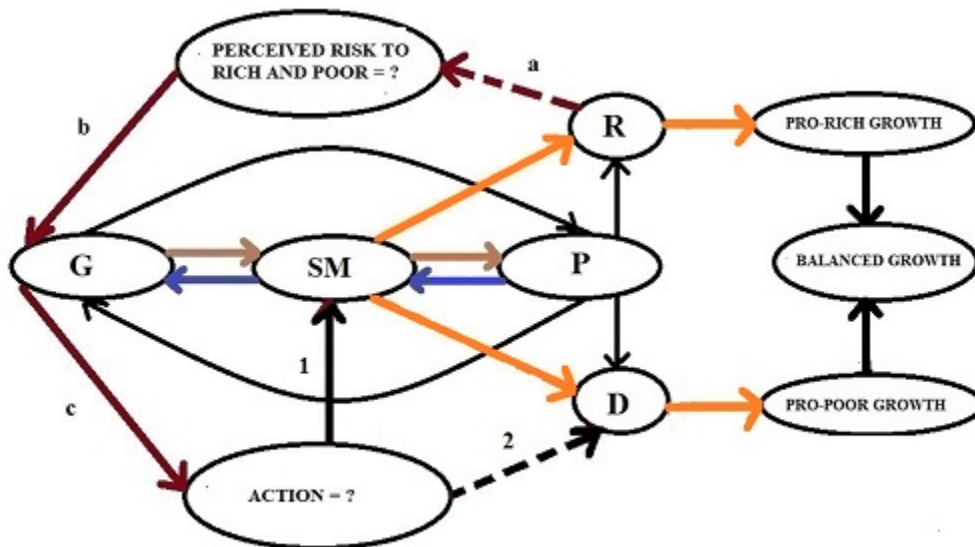 PERCEIVED RISK TO
RICH AND POOR = ?
a
R
PRO-RICH GROWTH
b
G
SM
P
BALANCED GROWTH
1
c
D
PRO-POOR GROWTH
2
ACTION = ?